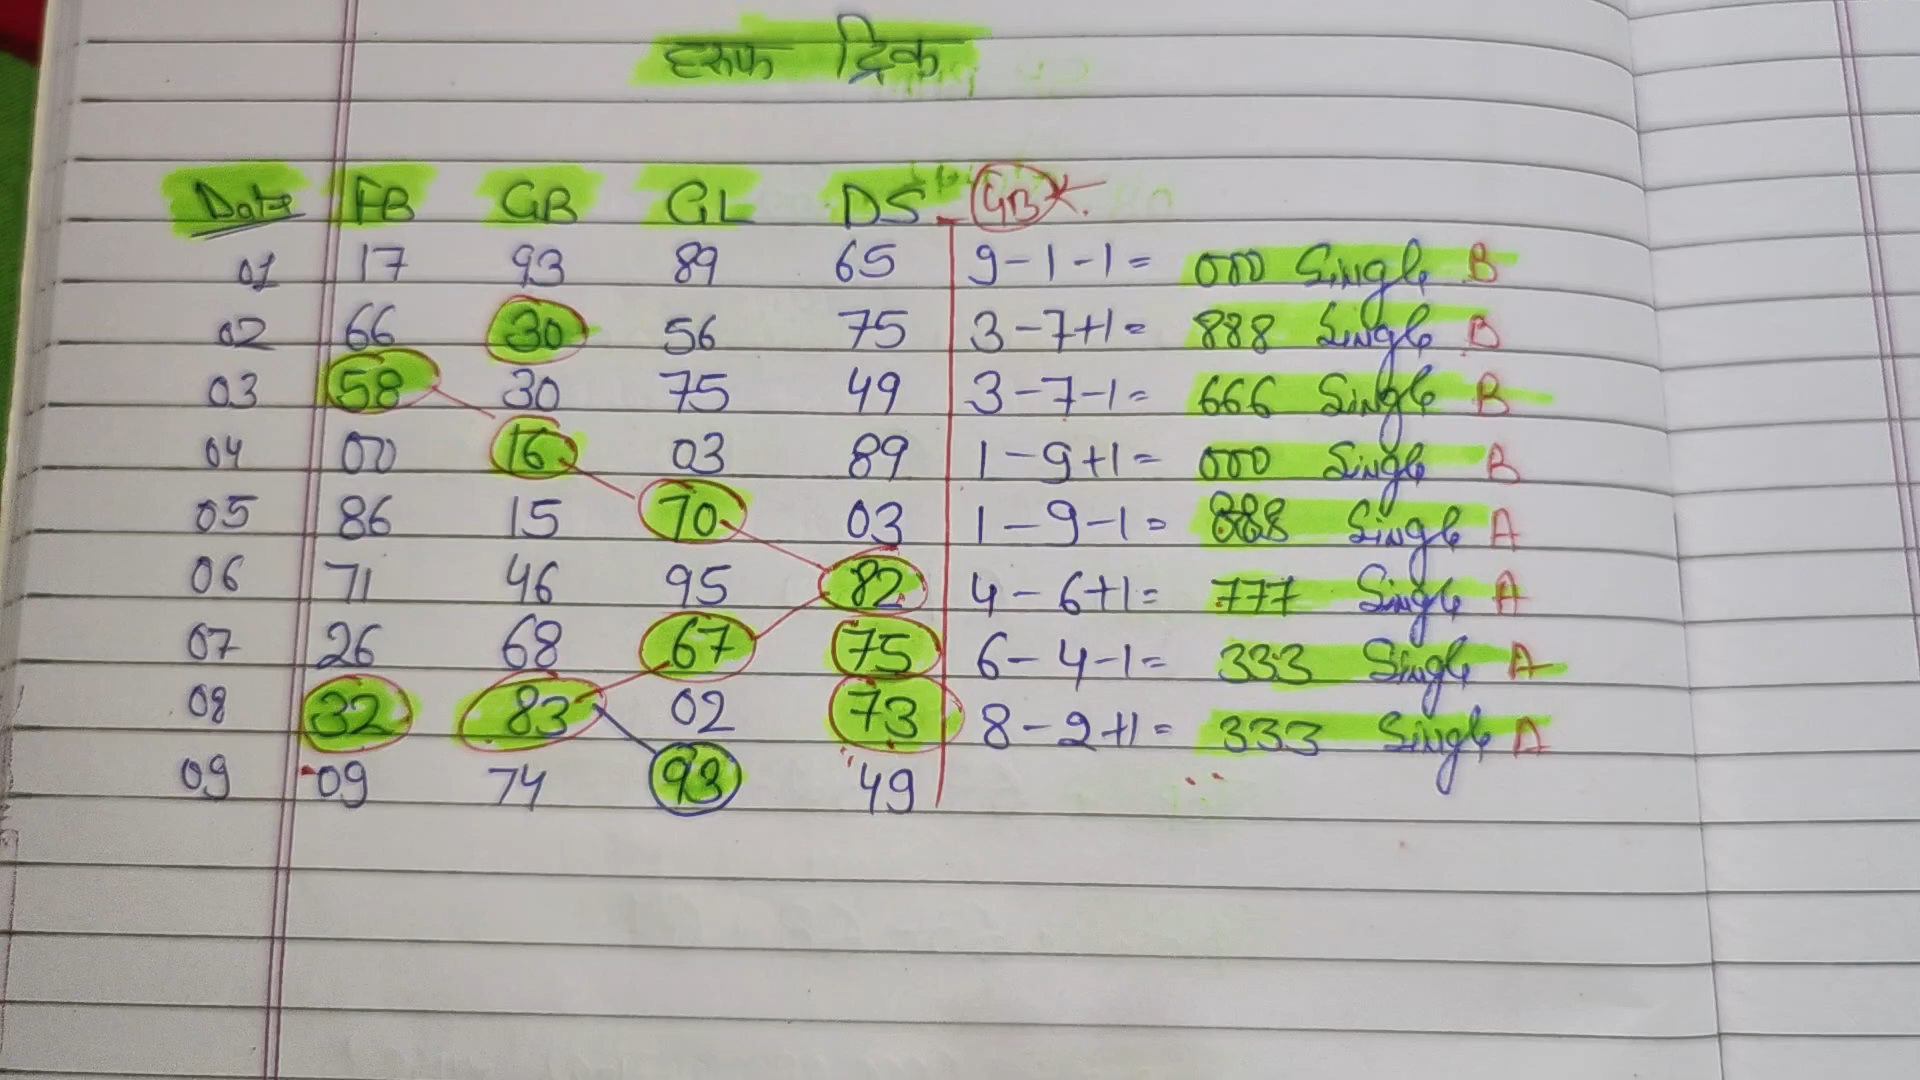 हरुफ ट्रिक
Date FB GB GL DS GB
01 17 93 89 65 9-1-1= 000 Single B
02 66 30 56 75 3-7+1= 888 Single B
03 58 30 75 49 3-7-1= 666 Single B
04 00 16 03 89 1-9+1= 000 Single B
05 86 15 70 03 1-9-1= 888 Single A
06 71 46 95 82 4-6+1= 777 Single A
07 26 68 67 75 6-4-1= 333 Single A
08 32 83 02 73 8-2+1= 333 Single A
09 09 74 93 49